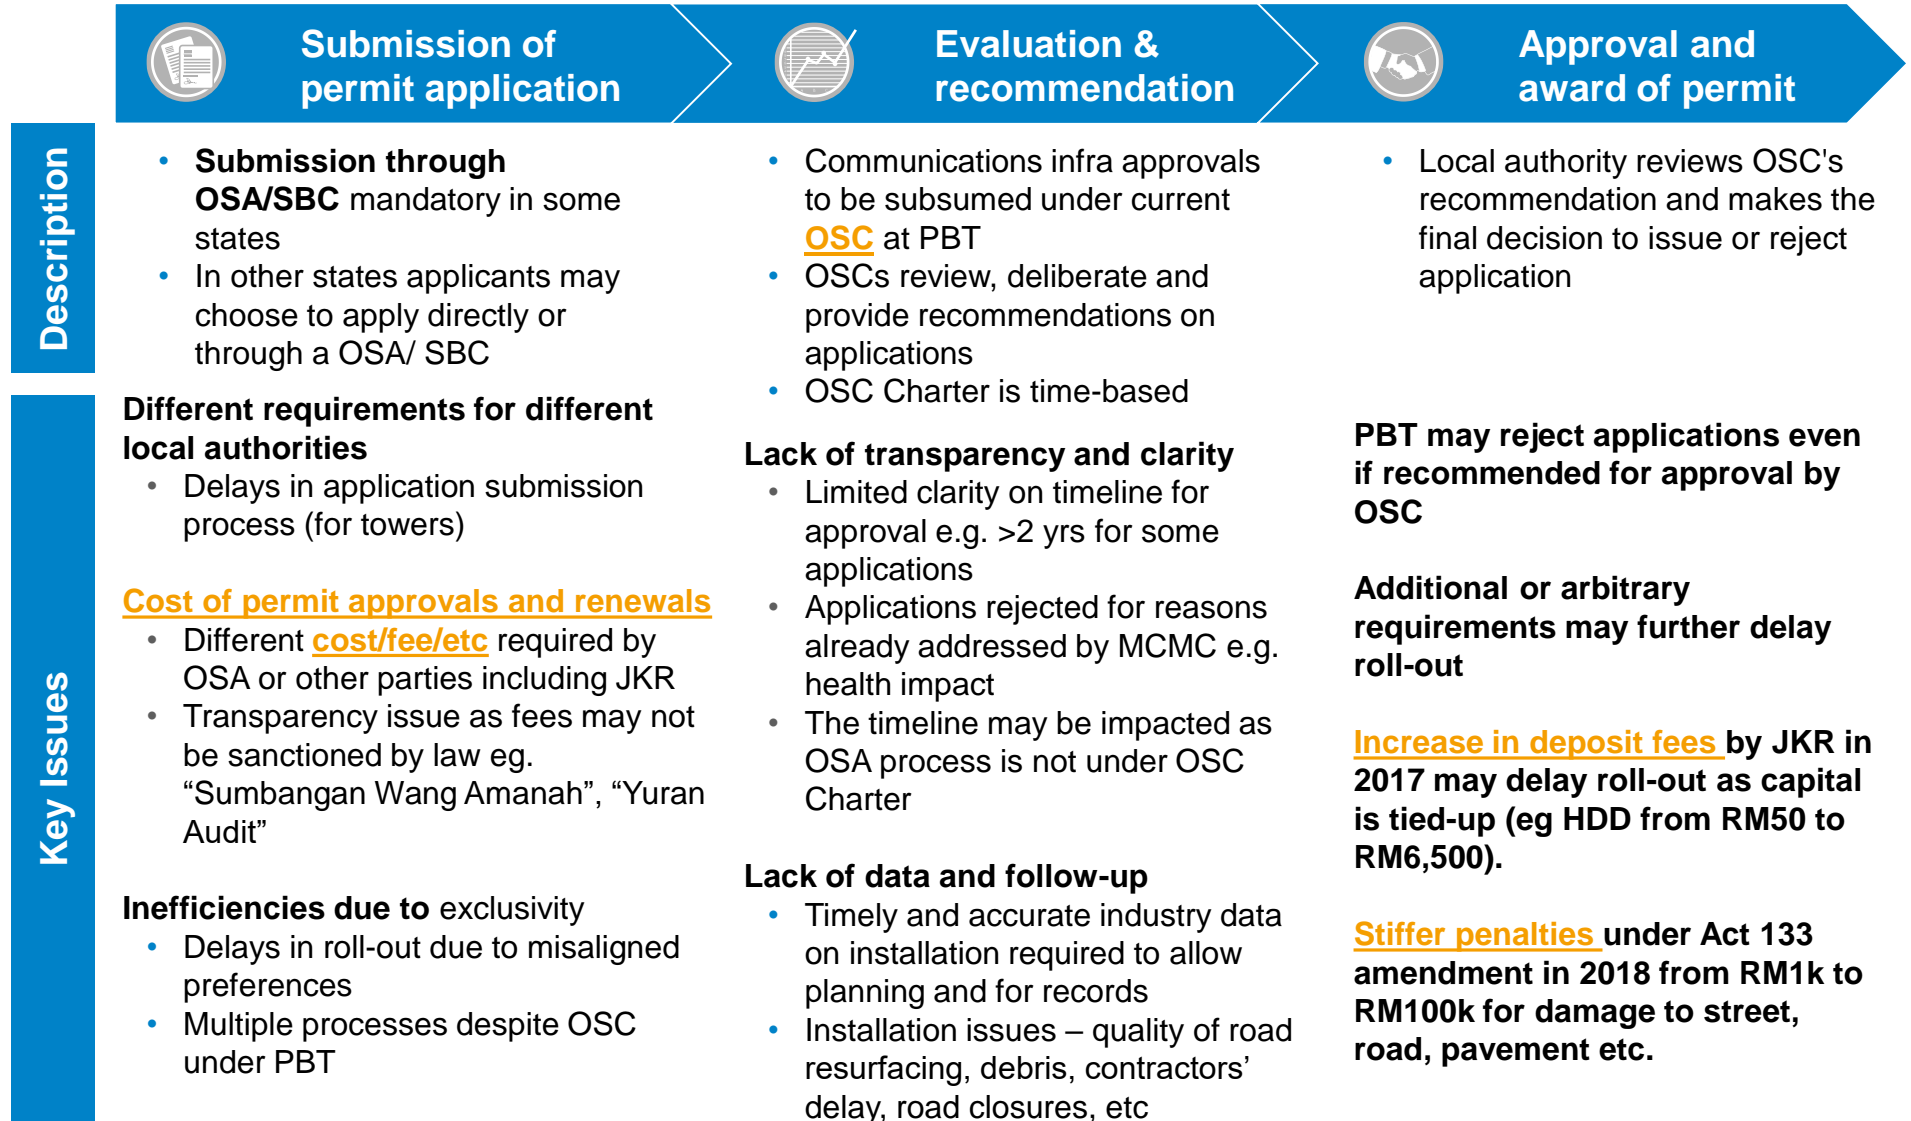 Submission of
permit application
Evaluation &
recommendation
Approval and
award of permit
Description
• Submission through
OSA/SBC mandatory in some
states
• In other states applicants may
choose to apply directly or
through a OSA/ SBC
• Communications infra approvals
to be subsumed under current
OSC at PBT
• OSCs review, deliberate and
provide recommendations on
applications
• OSC Charter is time-based
• Local authority reviews OSC's
recommendation and makes the
final decision to issue or reject
application
Key Issues
Different requirements for different
local authorities
• Delays in application submission
process (for towers)
Cost of permit approvals and renewals
• Different cost/fee/etc required by
OSA or other parties including JKR
• Transparency issue as fees may not
be sanctioned by law eg.
“Sumbangan Wang Amanah”, “Yuran
Audit”
Inefficiencies due to exclusivity
• Delays in roll-out due to misaligned
preferences
• Multiple processes despite OSC
under PBT
Lack of transparency and clarity
• Limited clarity on timeline for
approval e.g. >2 yrs for some
applications
• Applications rejected for reasons
already addressed by MCMC e.g.
health impact
• The timeline may be impacted as
OSA process is not under OSC
Charter
Lack of data and follow-up
• Timely and accurate industry data
on installation required to allow
planning and for records
• Installation issues – quality of road
resurfacing, debris, contractors’
delay, road closures, etc
PBT may reject applications even
if recommended for approval by
OSC
Additional or arbitrary
requirements may further delay
roll-out
Increase in deposit fees by JKR in
2017 may delay roll-out as capital
is tied-up (eg HDD from RM50 to
RM6,500).
Stiffer penalties under Act 133
amendment in 2018 from RM1k to
RM100k for damage to street,
road, pavement etc.